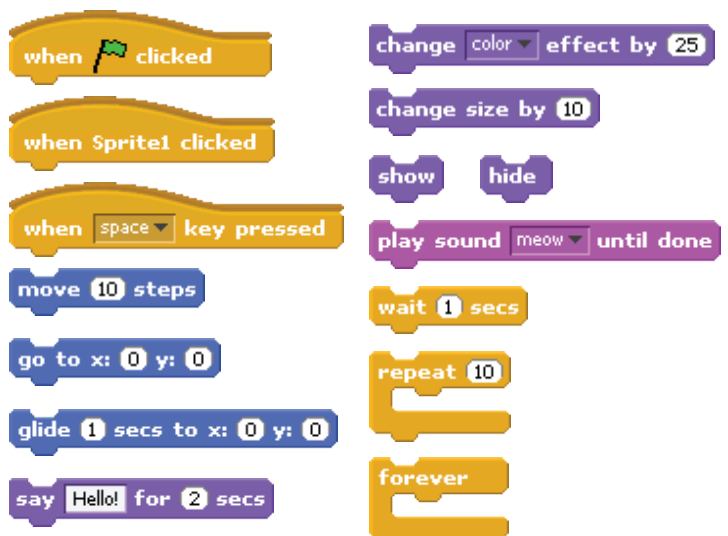 when clicked
when Sprite1 clicked
when space key pressed
move 10 steps
go to x: 0 y: 0
glide 1 secs to x: 0 y: 0
say Hello! for 2 secs
change color effect by 25
change size by 10
show hide
play sound meow until done
wait 1 secs
repeat 10
forever